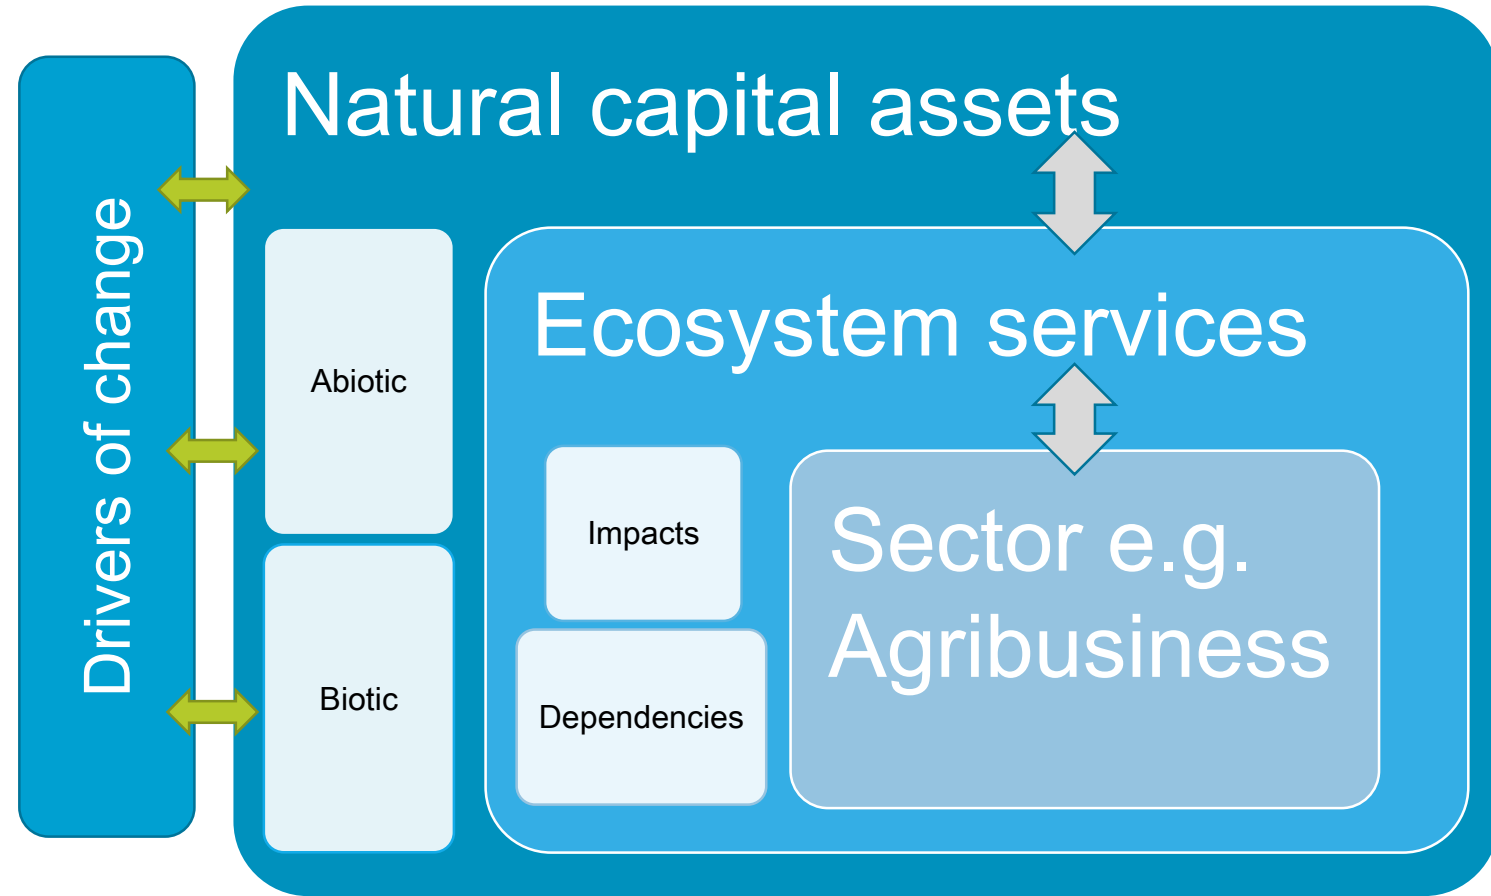 Drivers of change
Natural capital assets
Abiotic
Biotic
Ecosystem services
Impacts
Dependencies
Sector e.g.
Agribusiness